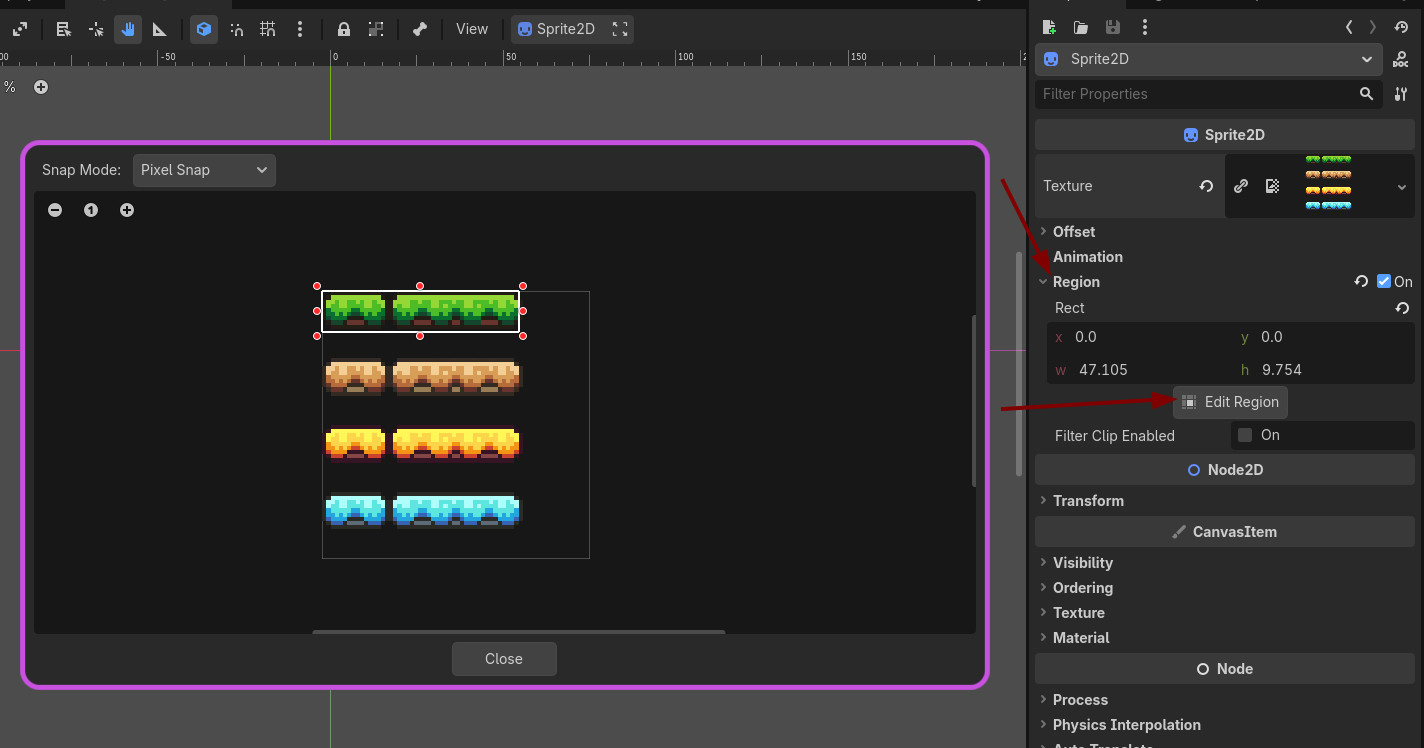 View
Sprite2D
-50
0
50
100
150
%
Snap Mode:
Pixel Snap
1
Close
Sprite2D
DOC
Filter Properties
Sprite2D
Texture
Offset
Animation
Region
On
Rect
x 0.0
y 0.0
w 47.105
h 9.754
Edit Region
Filter Clip Enabled
On
Node2D
Transform
CanvasItem
Visibility
Ordering
Texture
Material
Node
Process
Physics Interpolation